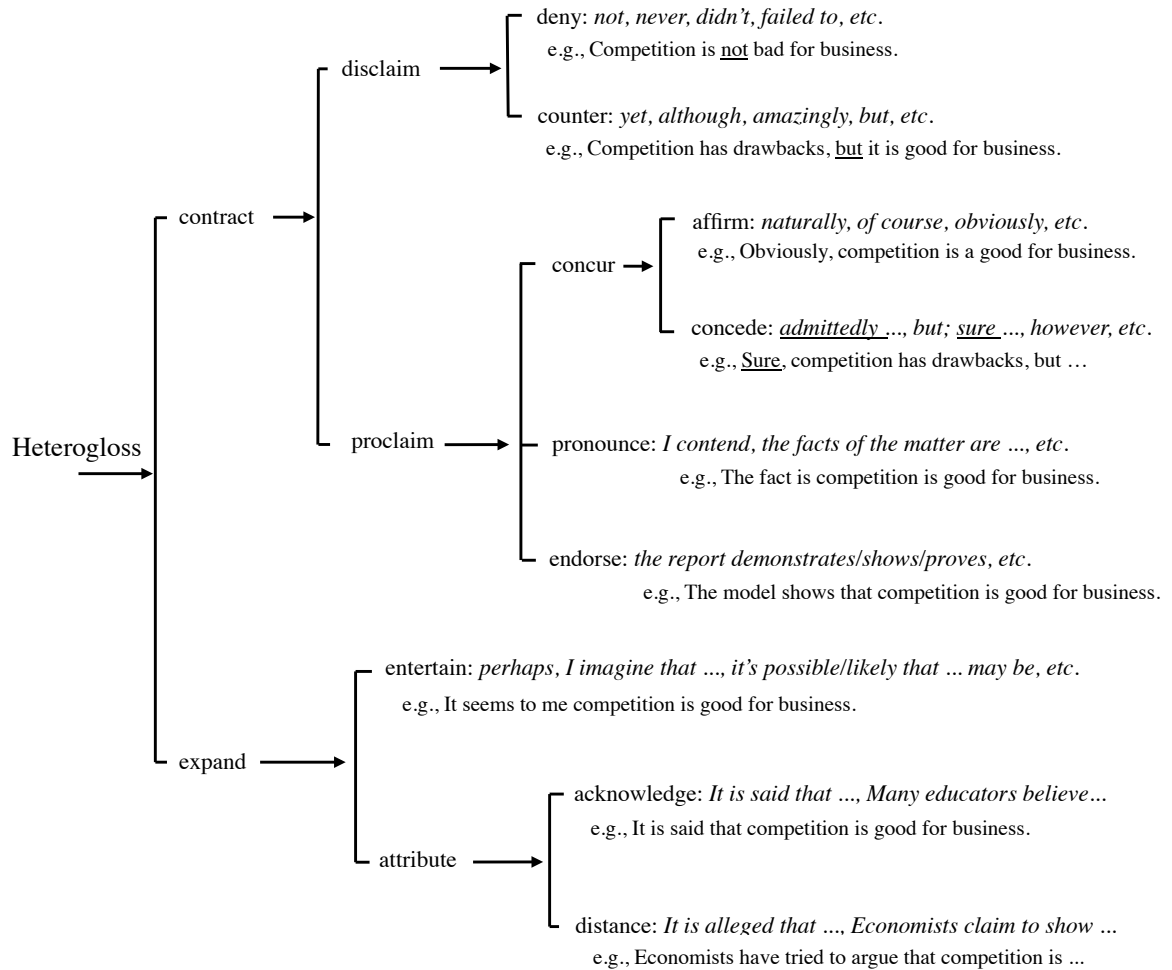 deny: not, never, didn't, failed to, etc.
e.g., Competition is not bad for business.
disclaim
counter: yet, although, amazingly, but, etc.
e.g., Competition has drawbacks, but it is good for business.
contract
affirm: naturally, of course, obviously, etc.
e.g., Obviously, competition is a good for business.
concur
concede: admittedly ..., but; sure ..., however, etc.
e.g., Sure, competition has drawbacks, but …
Heterogloss
proclaim
pronounce: I contend, the facts of the matter are ..., etc.
e.g., The fact is competition is good for business.
endorse: the report demonstrates/shows/proves, etc.
e.g., The model shows that competition is good for business.
entertain: perhaps, I imagine that ..., it's possible/likely that ... may be, etc.
e.g., It seems to me competition is good for business.
expand
acknowledge: It is said that ..., Many educators believe...
e.g., It is said that competition is good for business.
attribute
distance: It is alleged that ..., Economists claim to show ...
e.g., Economists have tried to argue that competition is ...